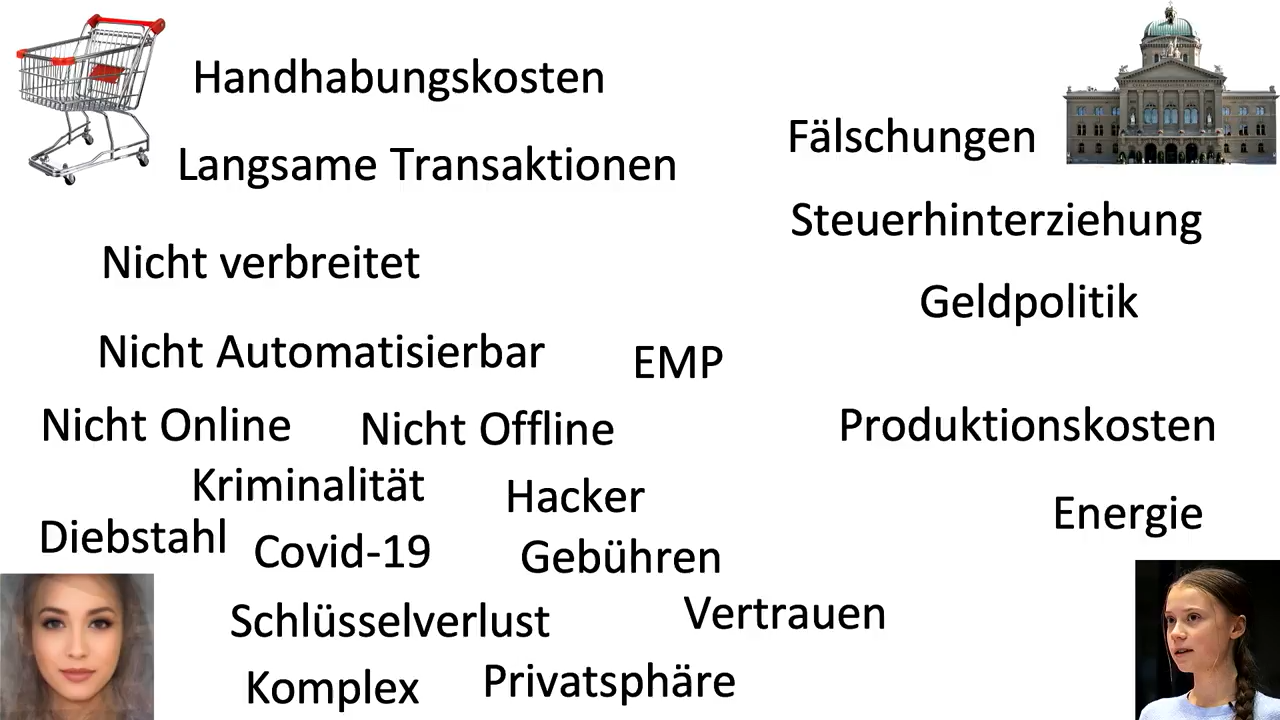 Handhabungskosten
Fälschungen
Langsame Transaktionen
Steuerhinterziehung
Nicht verbreitet
Geldpolitik
Nicht Automatisierbar
EMP
Nicht Online
Nicht Offline
Produktionskosten
Kriminalität
Hacker
Energie
Diebstahl
Covid-19
Gebühren
Schlüsselverlust
Vertrauen
Komplex
Privatsphäre